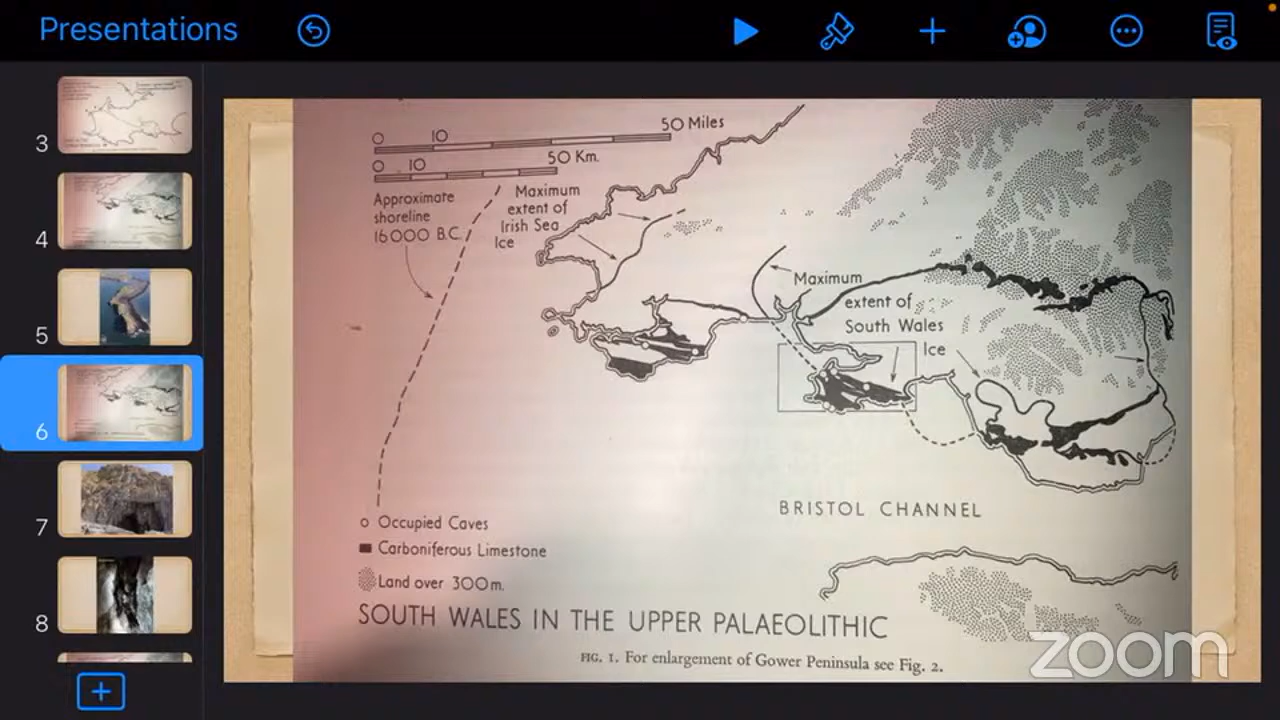 Presentations
3
4
5
6
7
8
0 10 50 Miles
0 10 50 Km.
Approximate
shoreline
16000 B.C.
Maximum
extent of
Irish Sea
Ice
Maximum
extent of
South Wales
Ice
BRISTOL CHANNEL
Occupied Caves
Carboniferous Limestone
Land over 300m.
SOUTH WALES IN THE UPPER PALAEOLITHIC
FIG. 1. For enlargement of Gower Peninsula see Fig. 2.
zoom